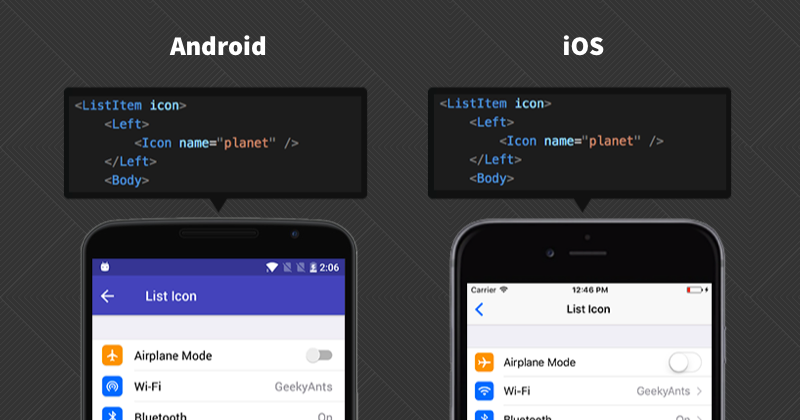 Android
<ListItem icon>
<Left>
<Icon name="planet" />
</Left>
<Body>
2:06
List Icon
Airplane Mode
Wi-Fi GeekyAnts
Bluetooth On
iOS
<ListItem icon>
<Left>
<Icon name="planet" />
</Left>
<Body>
Carrier 12:46 PM
List Icon
Airplane Mode
Wi-Fi GeekyAnts
Bluetooth On